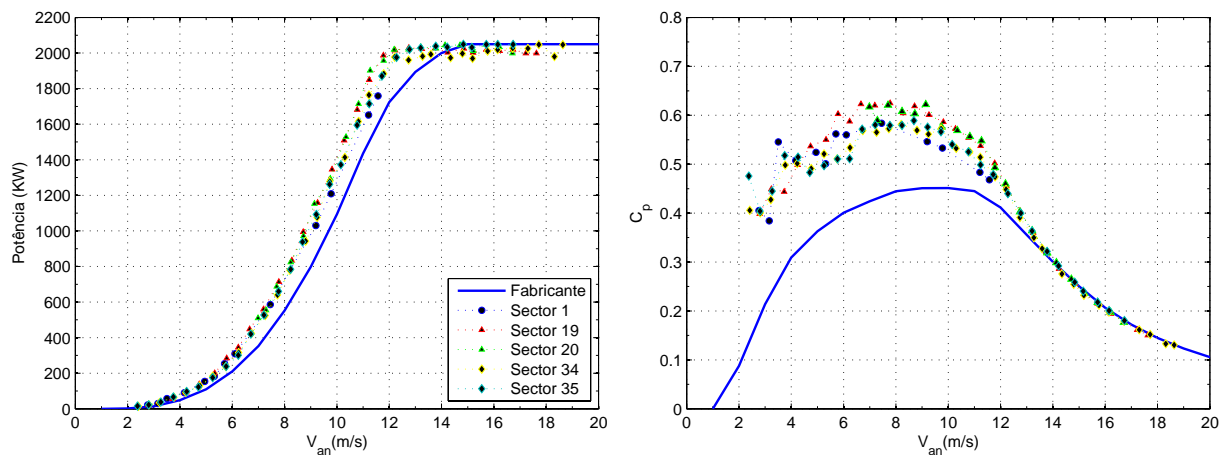 2200
2000
1800
1600
1400
1200
1000
800
600
400
200
0
Potência (KW)
0 2 4 6 8 10 12 14 16 18 20
V_an(m/s)
Fabricante
Sector 1
Sector 19
Sector 20
Sector 34
Sector 35
0.8
0.7
0.6
0.5
0.4
0.3
0.2
0.1
0
C_p
0 2 4 6 8 10 12 14 16 18 20
V_an(m/s)